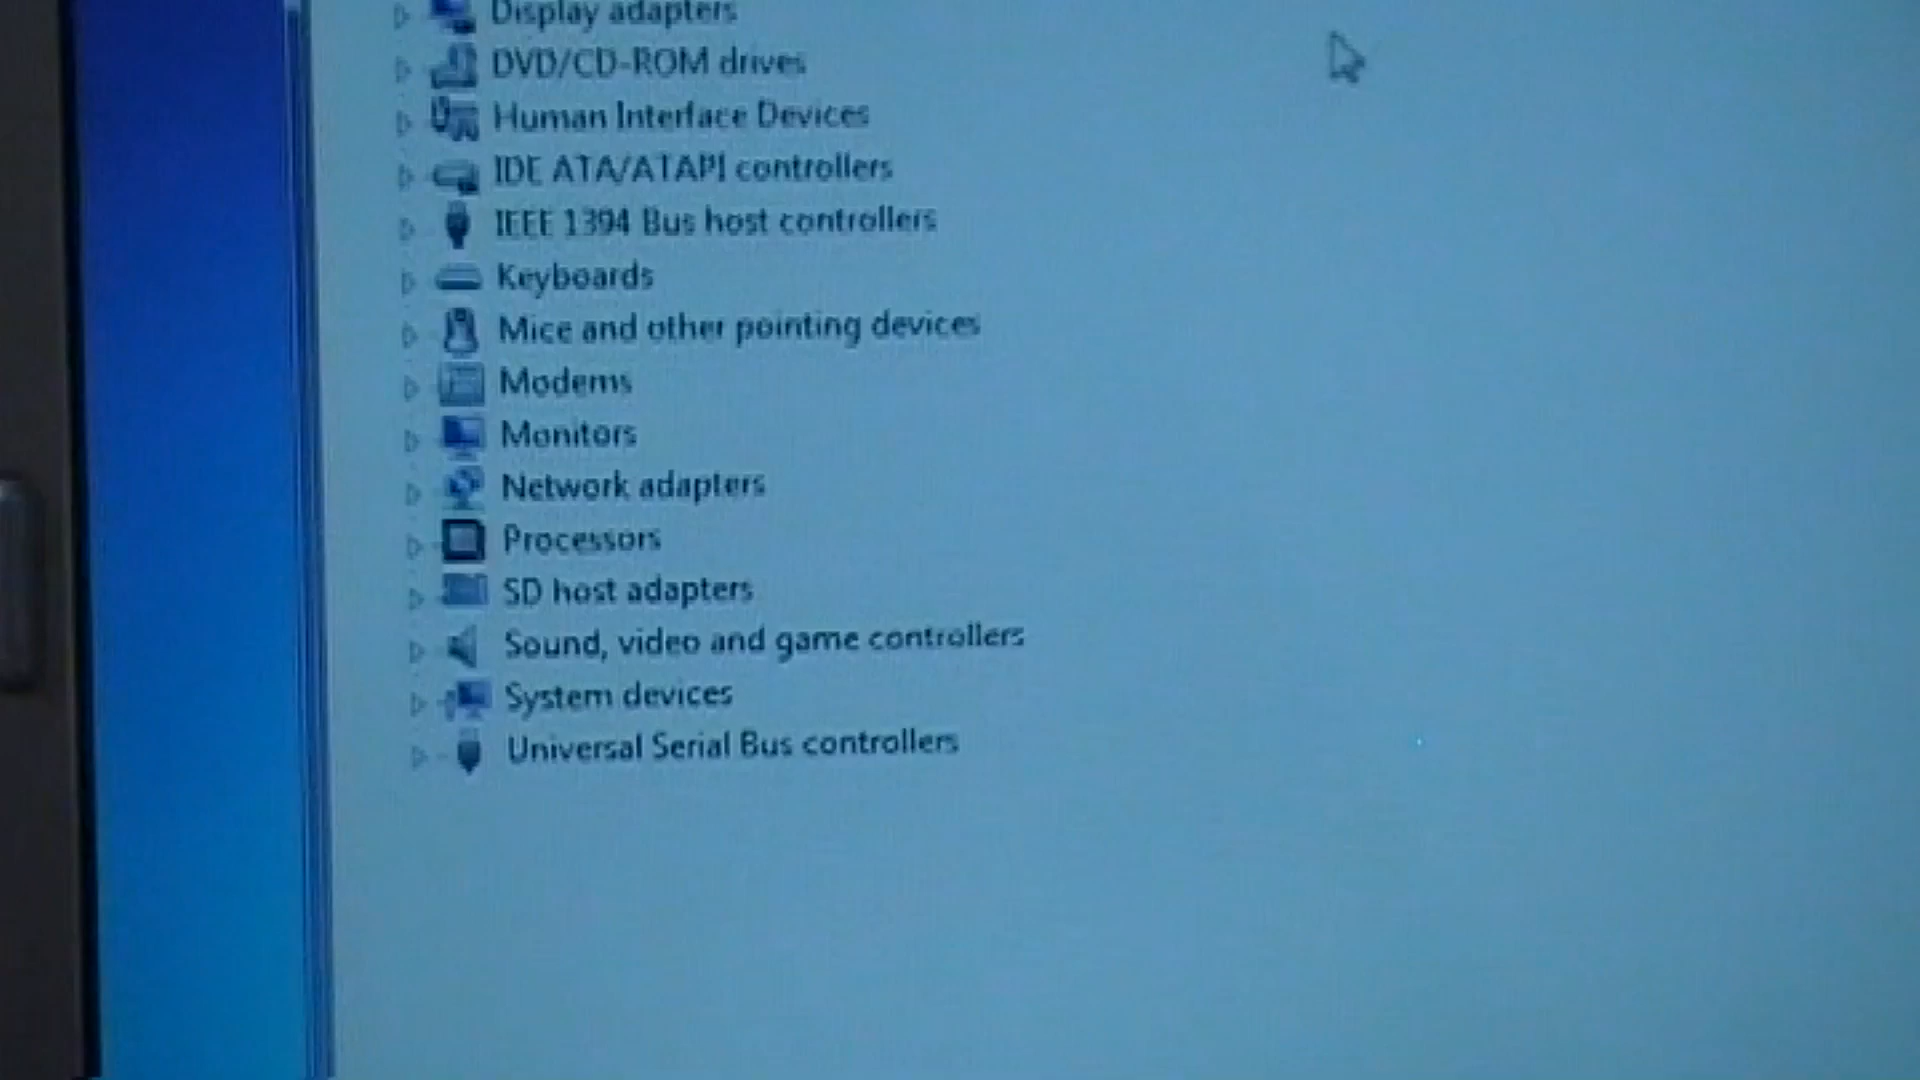 Display adapters
DVD/CD-ROM drives
Human Interface Devices
IDE ATA/ATAPI controllers
IEEE 1394 Bus host controllers
Keyboards
Mice and other pointing devices
Modems
Monitors
Network adapters
Processors
SD host adapters
Sound, video and game controllers
System devices
Universal Serial Bus controllers